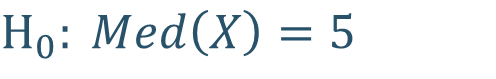 H₀: Med(X) = 5